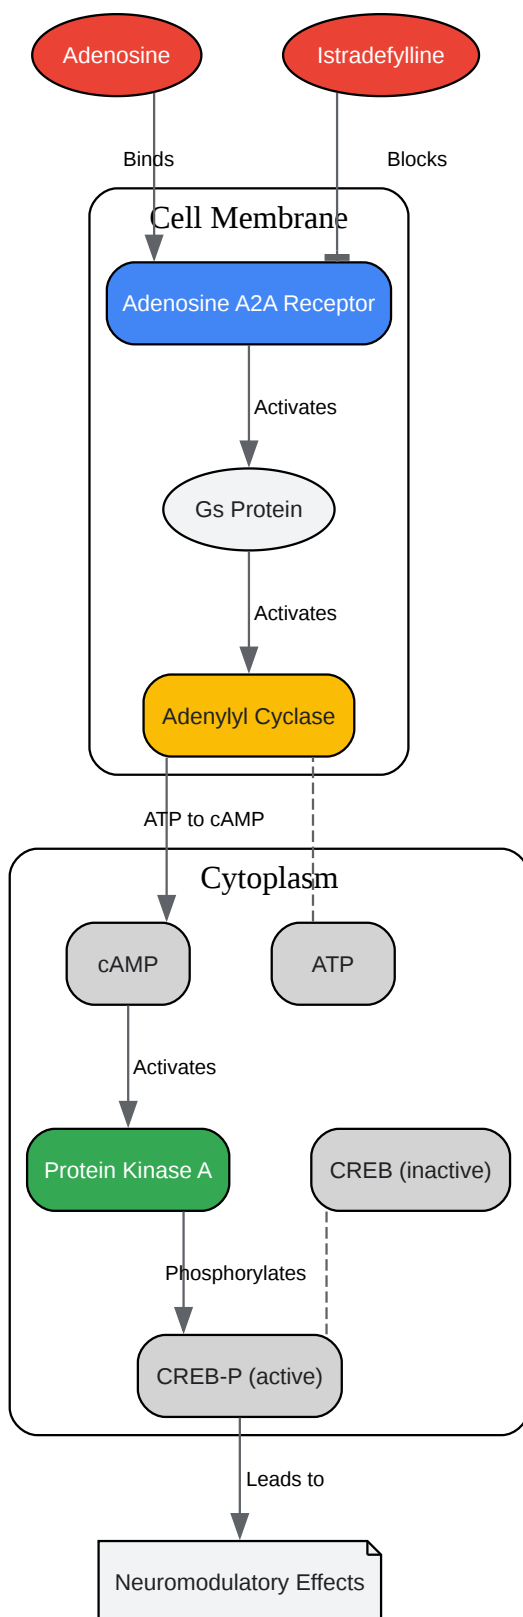 Adenosine
Istradefylline
Binds
Blocks
Cell Membrane
Adenosine A2A Receptor
Activates
Gs Protein
Activates
Adenylyl Cyclase
ATP to cAMP
Cytoplasm
cAMP
ATP
Activates
Protein Kinase A
CREB (inactive)
Phosphorylates
CREB-P (active)
Leads to
Neuromodulatory Effects